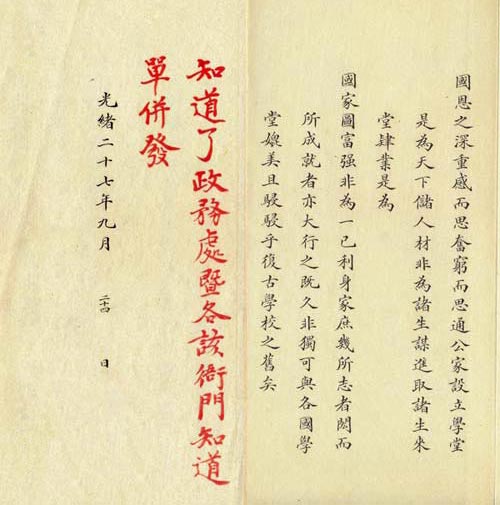 國恩之深重感而思奮窮而思通公家設立學堂
是為天下儲人材非為諸生謀進取諸生來
堂肄業是為
國家圖富强非為一己利身家庶幾所志者閎而
所成就者亦大行之既久非獨可與各國學
堂媲美且駸駸乎復古學校之舊矣
知道了政務處暨各該衙門知道
單併發
光緒二十七年九月 二十四 日